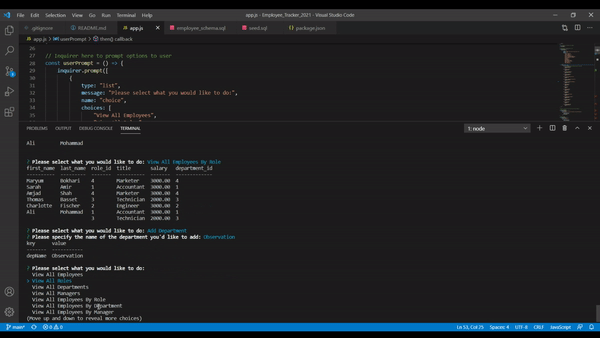 File Edit Selection View Go Run Terminal Help
app.js - Employee_Tracker_2021 - Visual Studio Code
.gitignore README.md app.js employee_schema.sql seed.sql package.json
app.js > userPrompt > then() callback
26
27 // Inquirer here to prompt options to user
28 const userPrompt = () => {
29 inquirer.prompt([
30 {
31 type: "list",
32 message: "Please select what you would like to do:",
33 name: "choice",
34 choices: [
35 "View All Employees",
PROBLEMS OUTPUT DEBUG CONSOLE TERMINAL
1: node
Ali Mohammad
? Please select what you would like to do: View All Employees By Role
first_name last_name role_id title salary department_id
Maryum Bokhari 4 Marketer 3000.00 4
Sarah Amir 1 Accountant 3000.00 1
Amjad Shah 4 Marketer 3000.00 4
Thomas Basset 3 Technician 2000.00 3
Charlotte Fischer 2 Engineer 3000.00 2
Ali Mohammad 1 Accountant 3000.00 1
3 Technician 2000.00 3
? Please select what you would like to do: Add Department
? Please specify the name of the department you'd like to add: Observation
key value
depName Observation
? Please select what you would like to do:
View All Employees
> View All Roles
View All Departments
View All Managers
View All Employees By Role
View All Employees By Department
View All Employees By Manager
(Move up and down to reveal more choices)
main* 0 0
Ln 53, Col 25 Spaces: 4 UTF-8 CRLF JavaScript